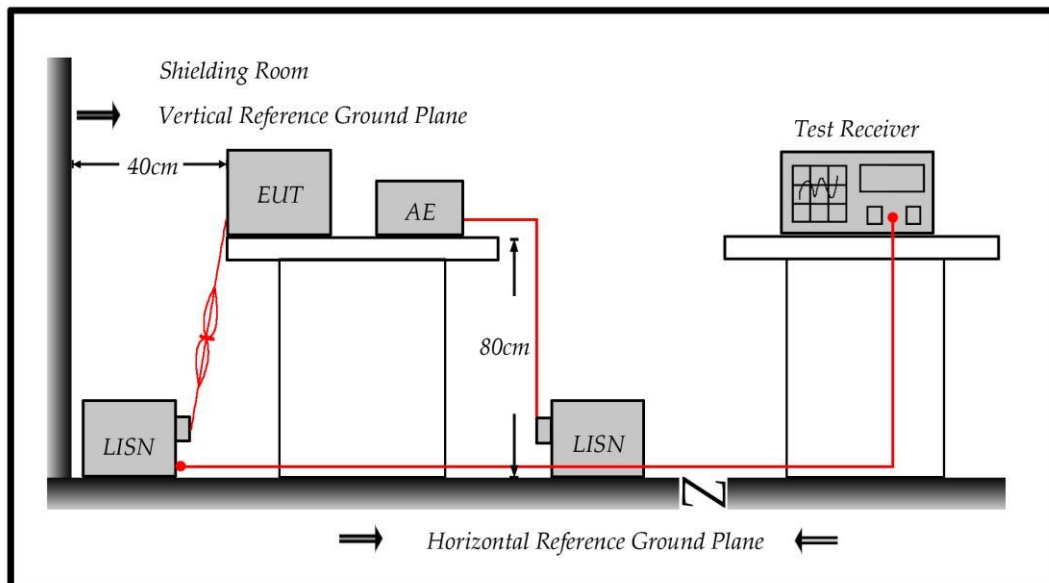 Shielding Room
Vertical Reference Ground Plane
Test Receiver
40cm
EUT
AE
80cm
LISN
LISN
Horizontal Reference Ground Plane